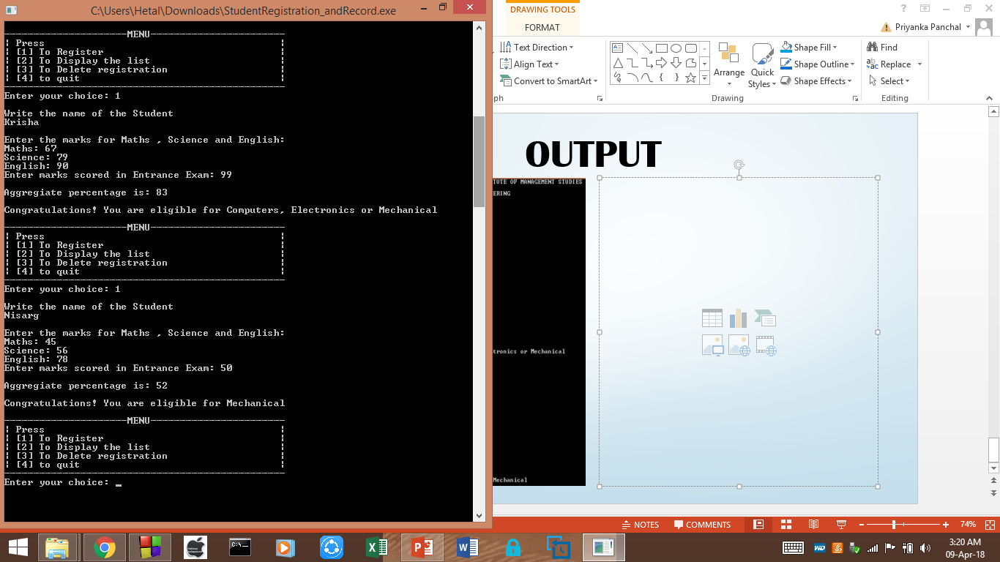 C:\Users\Hetal\Downloads\StudentRegistration_andRecord.exe
---------------------MENU-----------------------
| Press |
| [1] To Register |
| [2] To Display the list |
| [3] To Delete registration |
| [4] to quit |
------------------------------------------------
Enter your choice: 1
Write the name of the Student
Krisha
Enter the marks for Maths , Science and English:
Maths: 67
Science: 79
English: 90
Enter marks scored in Entrance Exam: 99
Aggregiate percentage is: 83
Congratulations! You are eligible for Computers, Electronics or Mechanical
---------------------MENU-----------------------
| Press |
| [1] To Register |
| [2] To Display the list |
| [3] To Delete registration |
| [4] to quit |
------------------------------------------------
Enter your choice: 1
Write the name of the Student
Nisarg
Enter the marks for Maths , Science and English:
Maths: 45
Science: 56
English: 78
Enter marks scored in Entrance Exam: 50
Aggregiate percentage is: 52
Congratulations! You are eligible for Mechanical
---------------------MENU-----------------------
| Press |
| [1] To Register |
| [2] To Display the list |
| [3] To Delete registration |
| [4] to quit |
------------------------------------------------
Enter your choice: _
DRAWING TOOLS
FORMAT
Priyanka Panchal
Text Direction
Align Text
Convert to SmartArt
ph
Arrange
Quick
Styles
Shape Fill
Shape Outline
Shape Effects
Drawing
Find
Replace
Select
Editing
OUTPUT
TUTE OF MANAGEMENT STUDIES
ERING
tronics or Mechanical
Mechanical
NOTES
COMMENTS
74%
3:20 AM
09-Apr-18